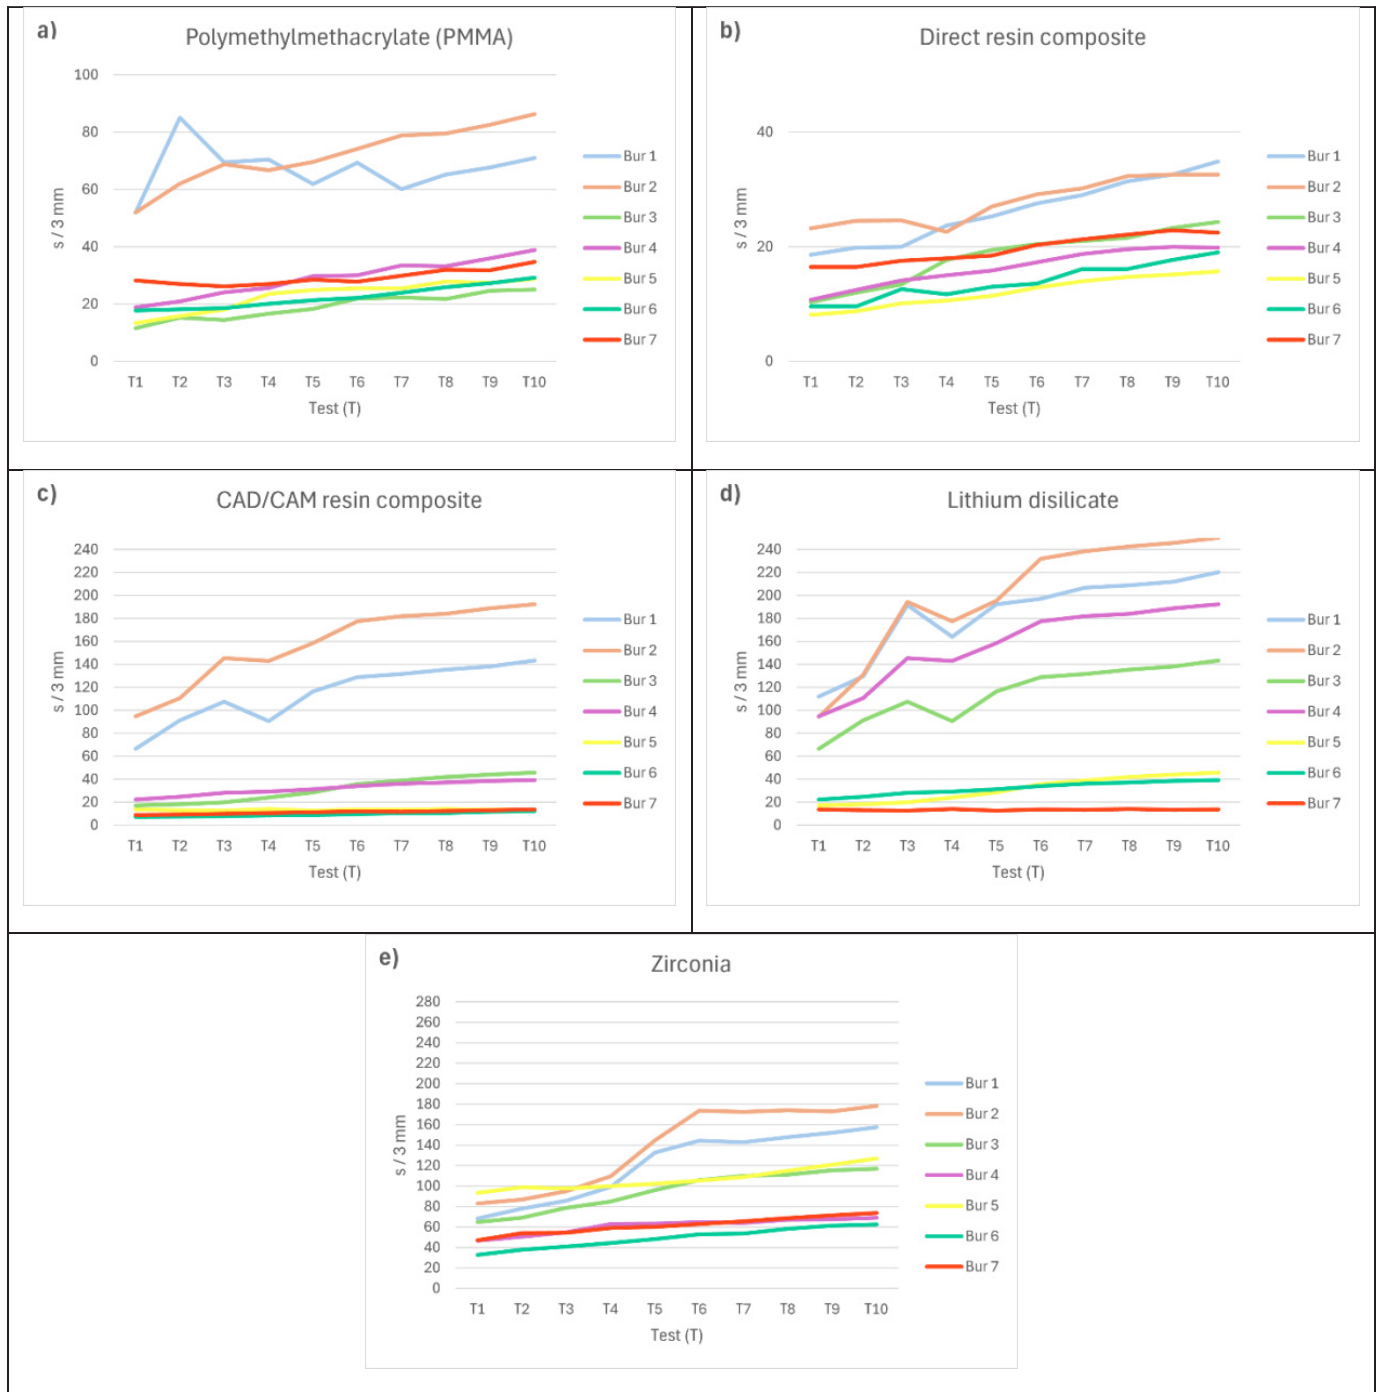 a)
Polymethylmethacrylate (PMMA)
100
80
60
40
20
0
s / 3 mm
T1 T2 T3 T4 T5 T6 T7 T8 T9 T10
Test (T)
Bur 1
Bur 2
Bur 3
Bur 4
Bur 5
Bur 6
Bur 7
b)
Direct resin composite
40
20
0
s / 3 mm
T1 T2 T3 T4 T5 T6 T7 T8 T9 T10
Test (T)
Bur 1
Bur 2
Bur 3
Bur 4
Bur 5
Bur 6
Bur 7
c)
CAD/CAM resin composite
240
220
200
180
160
140
120
100
80
60
40
20
0
s / 3 mm
T1 T2 T3 T4 T5 T6 T7 T8 T9 T10
Test (T)
Bur 1
Bur 2
Bur 3
Bur 4
Bur 5
Bur 6
Bur 7
d)
Lithium disilicate
240
220
200
180
160
140
120
100
80
60
40
20
0
s / 3 mm
T1 T2 T3 T4 T5 T6 T7 T8 T9 T10
Test (T)
Bur 1
Bur 2
Bur 3
Bur 4
Bur 5
Bur 6
Bur 7
e)
Zirconia
280
260
240
220
200
180
160
140
120
100
80
60
40
20
0
s / 3 mm
T1 T2 T3 T4 T5 T6 T7 T8 T9 T10
Test (T)
Bur 1
Bur 2
Bur 3
Bur 4
Bur 5
Bur 6
Bur 7